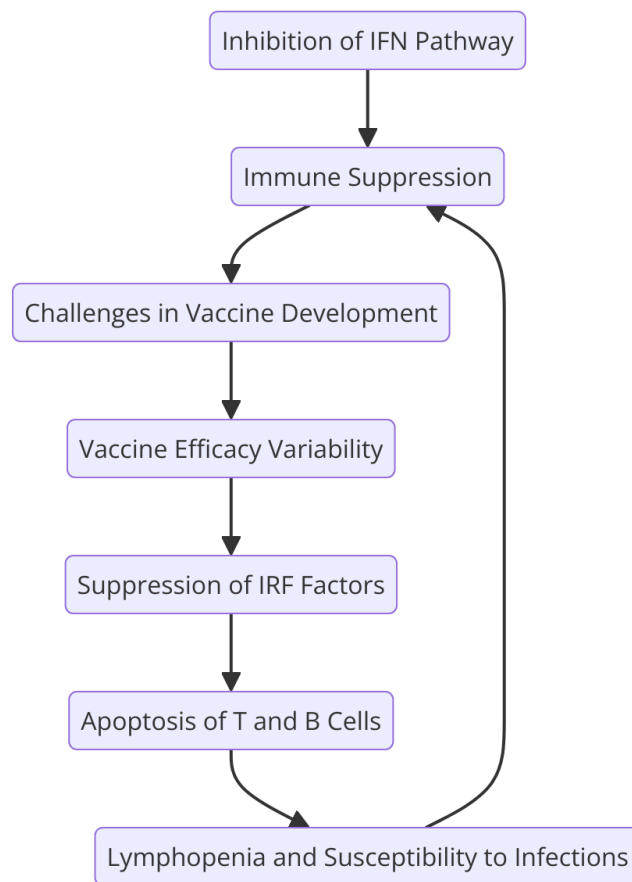 Inhibition of IFN Pathway
Immune Suppression
Challenges in Vaccine Development
Vaccine Efficacy Variability
Suppression of IRF Factors
Apoptosis of T and B Cells
Lymphopenia and Susceptibility to Infections